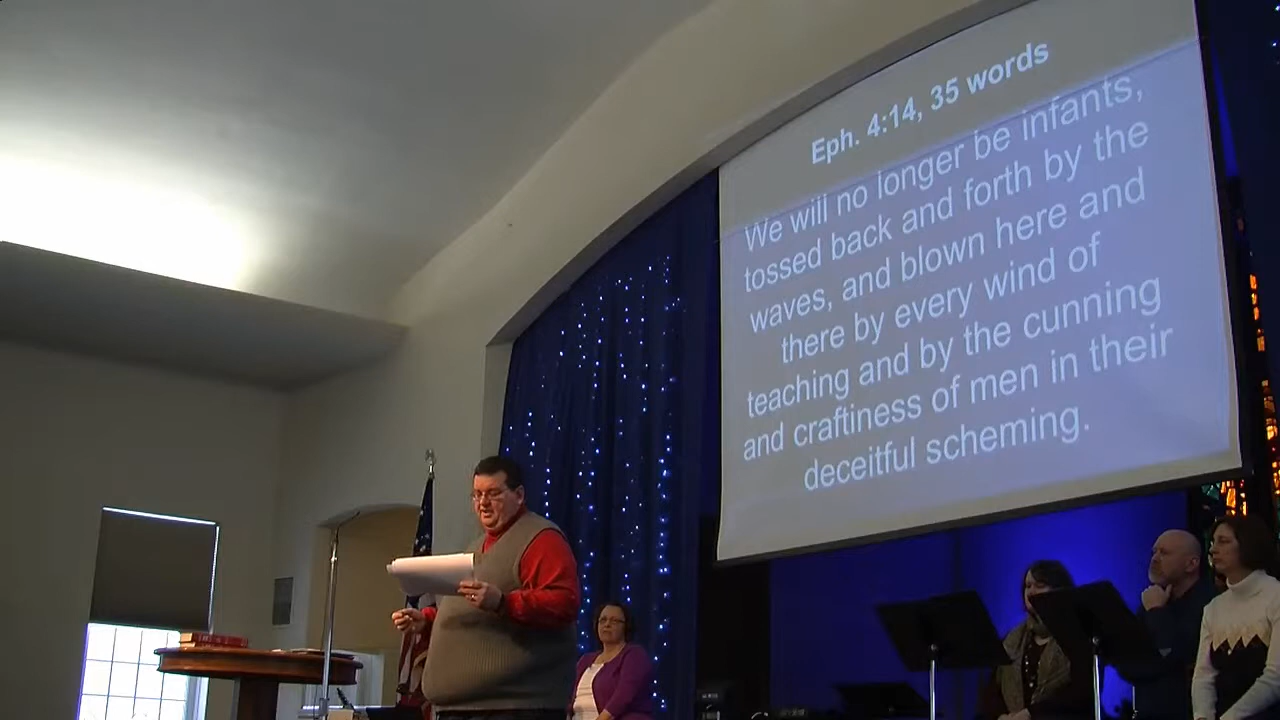 Eph. 4:14, 35 words
We will no longer be infants,
tossed back and forth by the
waves, and blown here and
there by every wind of
teaching and by the cunning
and craftiness of men in their
deceitful scheming.